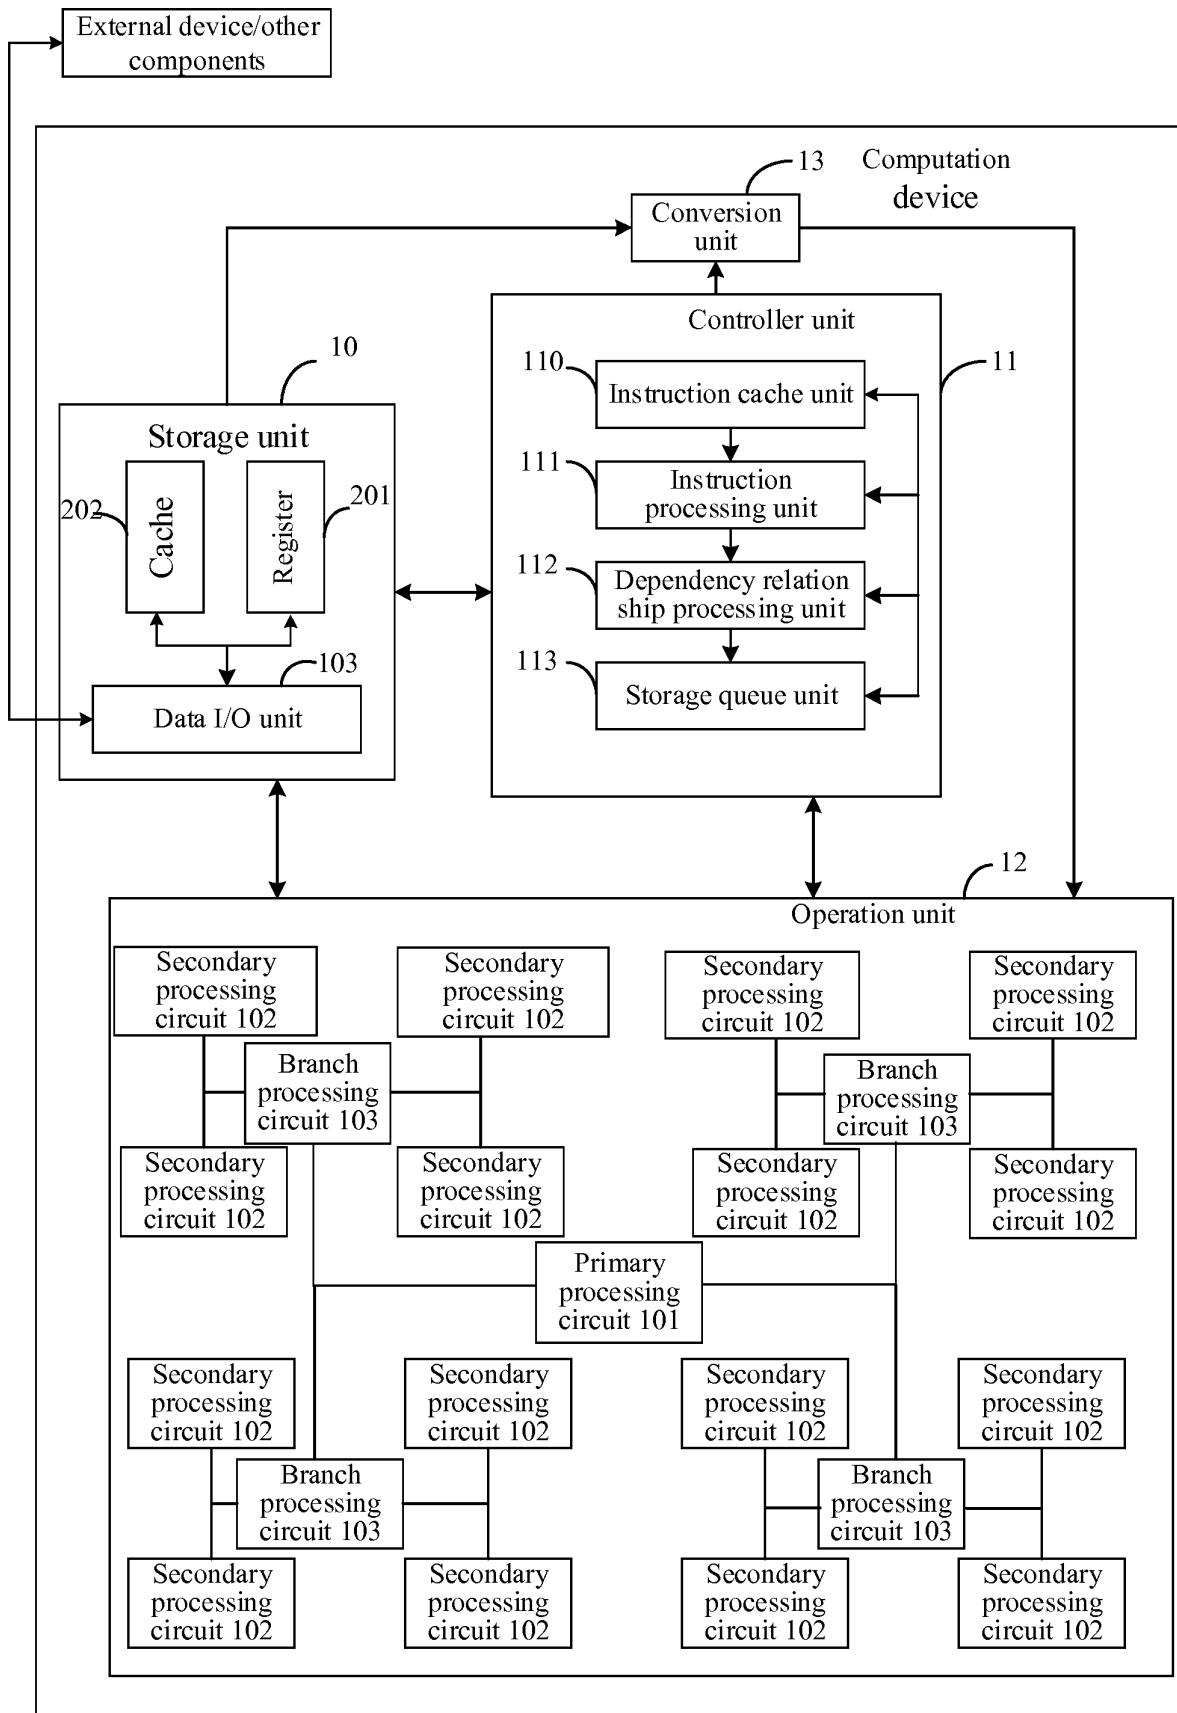 External device/other
components
13
Computation
device
Conversion
unit
Controller unit
10
110
11
Instruction cache unit
Storage unit
111
Instruction
processing unit
202
Cache
Register
201
112
Dependency relation
ship processing unit
113
Storage queue unit
103
Data I/O unit
12
Operation unit
Secondary
processing
circuit 102
Secondary
processing
circuit 102
Secondary
processing
circuit 102
Secondary
processing
circuit 102
Branch
processing
circuit 103
Branch
processing
circuit 103
Secondary
processing
circuit 102
Secondary
processing
circuit 102
Secondary
processing
circuit 102
Secondary
processing
circuit 102
Primary
processing
circuit 101
Secondary
processing
circuit 102
Secondary
processing
circuit 102
Secondary
processing
circuit 102
Secondary
processing
circuit 102
Branch
processing
circuit 103
Branch
processing
circuit 103
Secondary
processing
circuit 102
Secondary
processing
circuit 102
Secondary
processing
circuit 102
Secondary
processing
circuit 102